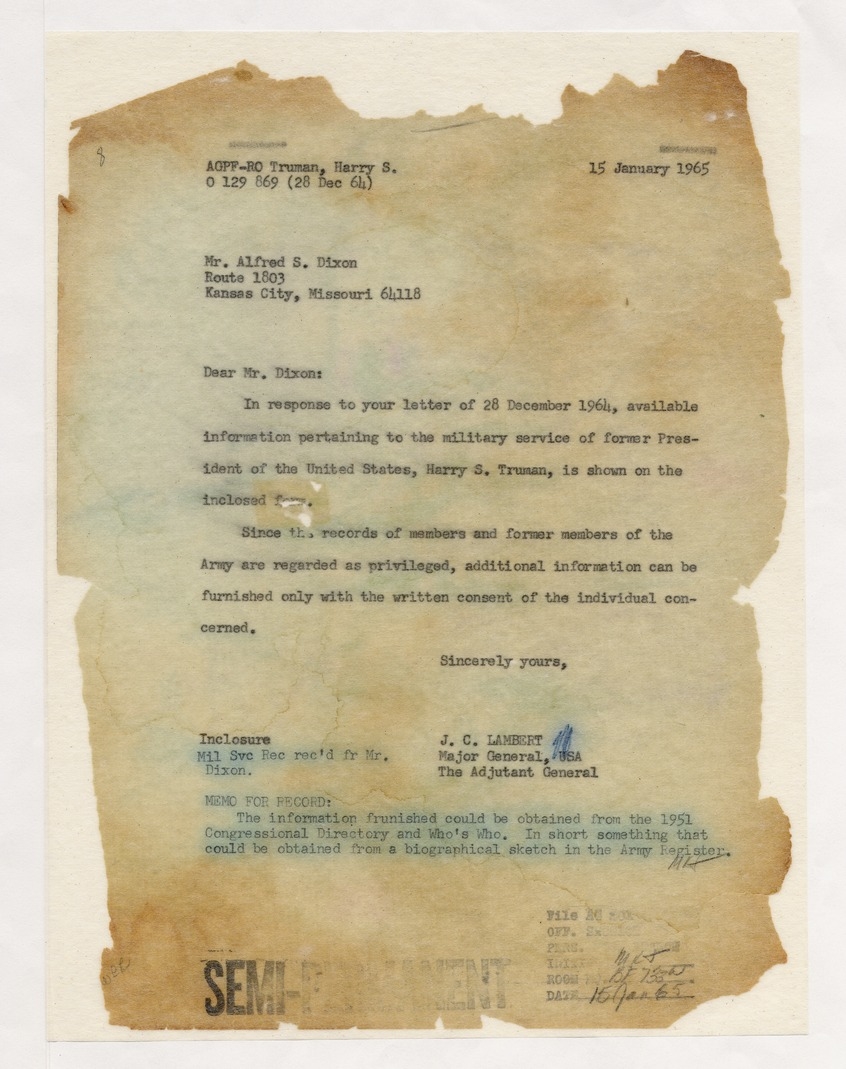 8
AGPF-RO Truman, Harry S.
O 129 869 (28 Dec 64)
15 January 1965
Mr. Alfred S. Dixon
Route 1803
Kansas City, Missouri 64118
Dear Mr. Dixon:
In response to your letter of 28 December 1964, available
information pertaining to the military service of former Pres-
ident of the United States, Harry S. Truman, is shown on the
inclosed form.
Since the records of members and former members of the
Army are regarded as privileged, additional information can be
furnished only with the written consent of the individual con-
cerned.
Sincerely yours,
Inclosure
Mil Svc Rec rec'd fr Mr.
Dixon.
J. C. LAMBERT
Major General, USA
The Adjutant General
MEMO FOR RECORD:
The information frunished could be obtained from the 1951
Congressional Directory and Who's Who. In short something that
could be obtained from a biographical sketch in the Army Register.
File
OFF.
PERS.
ROOM
DATE 15 Jan 65
SEMI-PERMANENT